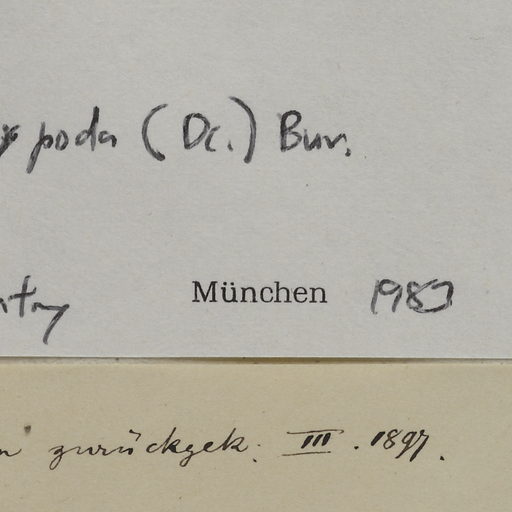 poda (Dc.) Bur.
München 1983
zurückgek. III. 1897.